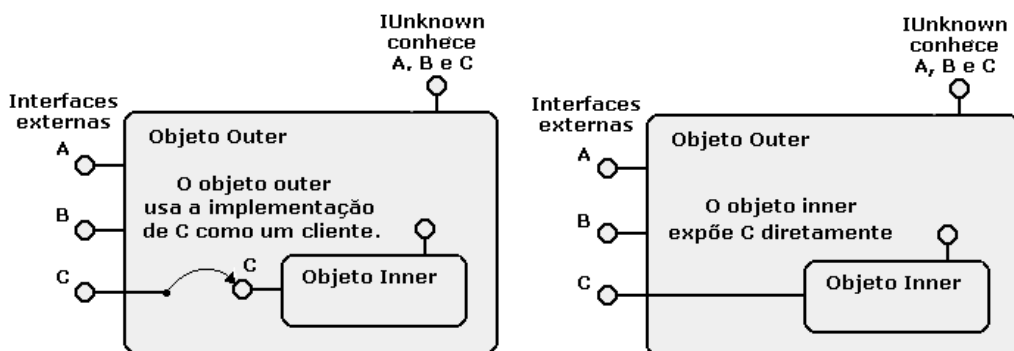 IUnknown
conhece
A, B e C
Interfaces
externas
Objeto Outer
A
O objeto outer
usa a implementação
de C como um cliente.
B
C
C
Objeto Inner
IUnknown
conhece
A, B e C
Interfaces
externas
Objeto Outer
A
O objeto inner
expõe C diretamente
B
Objeto Inner
C